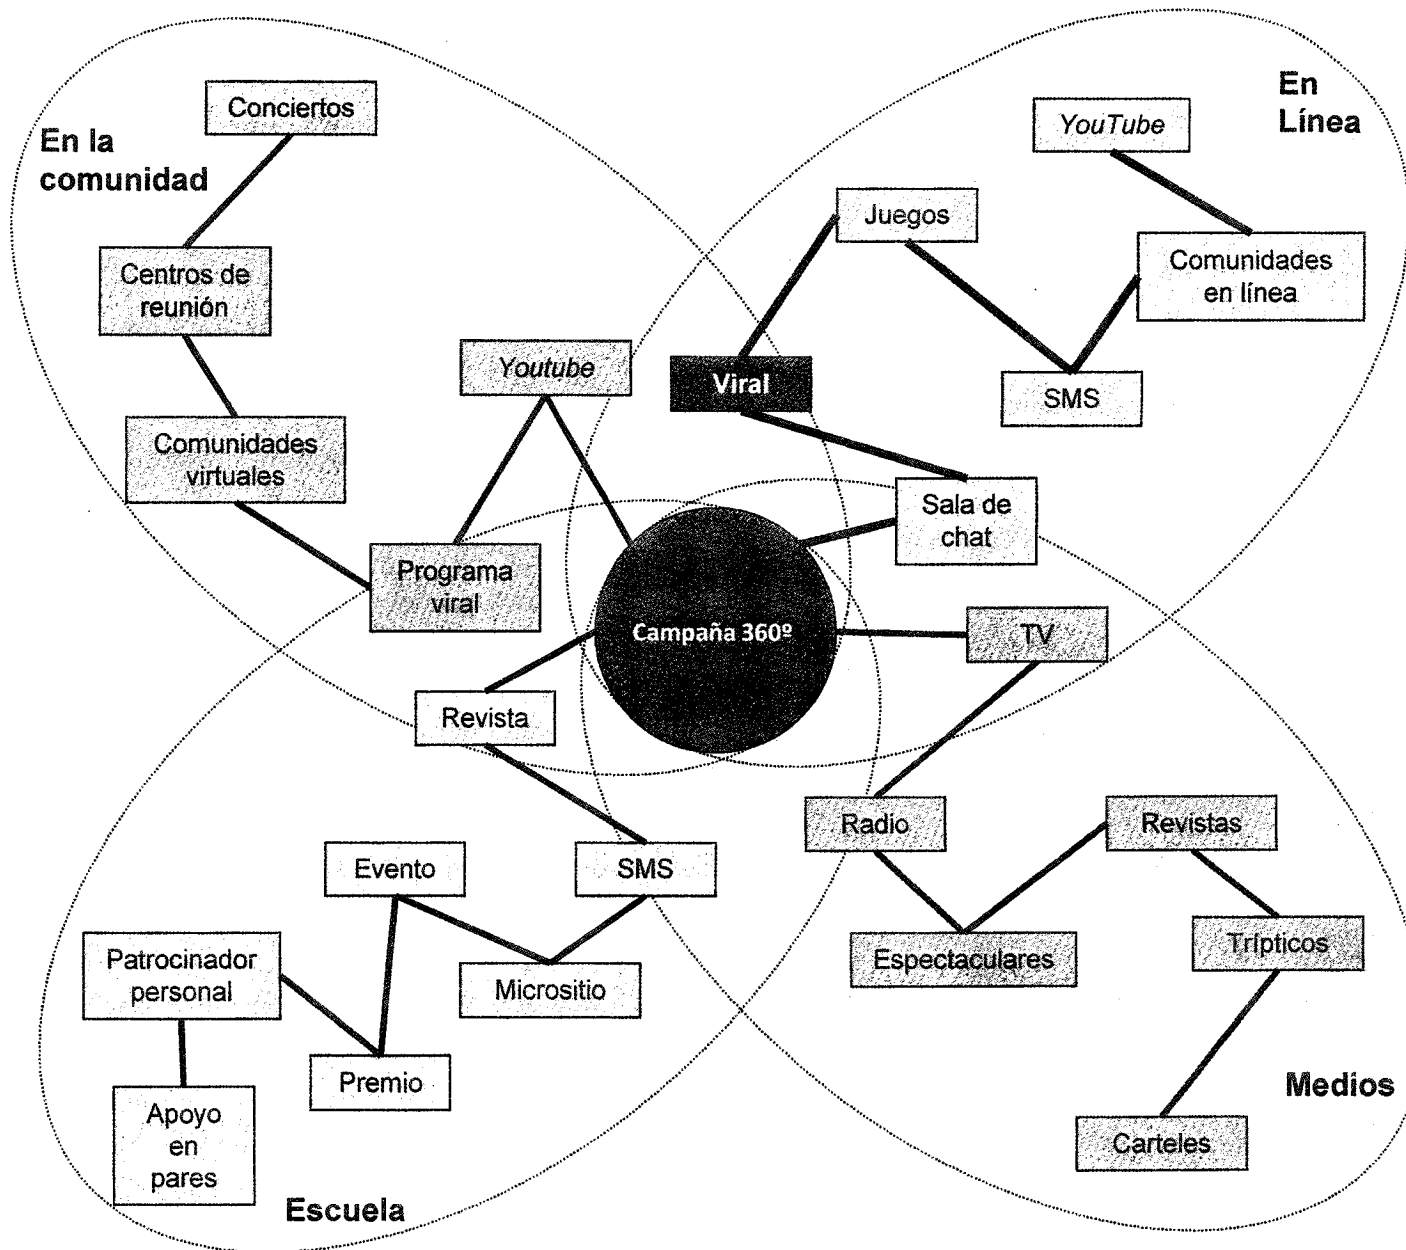 En la
comunidad
Conciertos
Centros de
reunión
Comunidades
virtuales
Youtube
Programa
viral
En
Línea
YouTube
Juegos
Comunidades
en línea
Viral
SMS
Sala de
chat
Campaña 360º
TV
Radio
Revistas
Espectaculares
Trípticos
Carteles
Medios
Revista
SMS
Evento
Micrositio
Patrocinador
personal
Premio
Apoyo
en
pares
Escuela